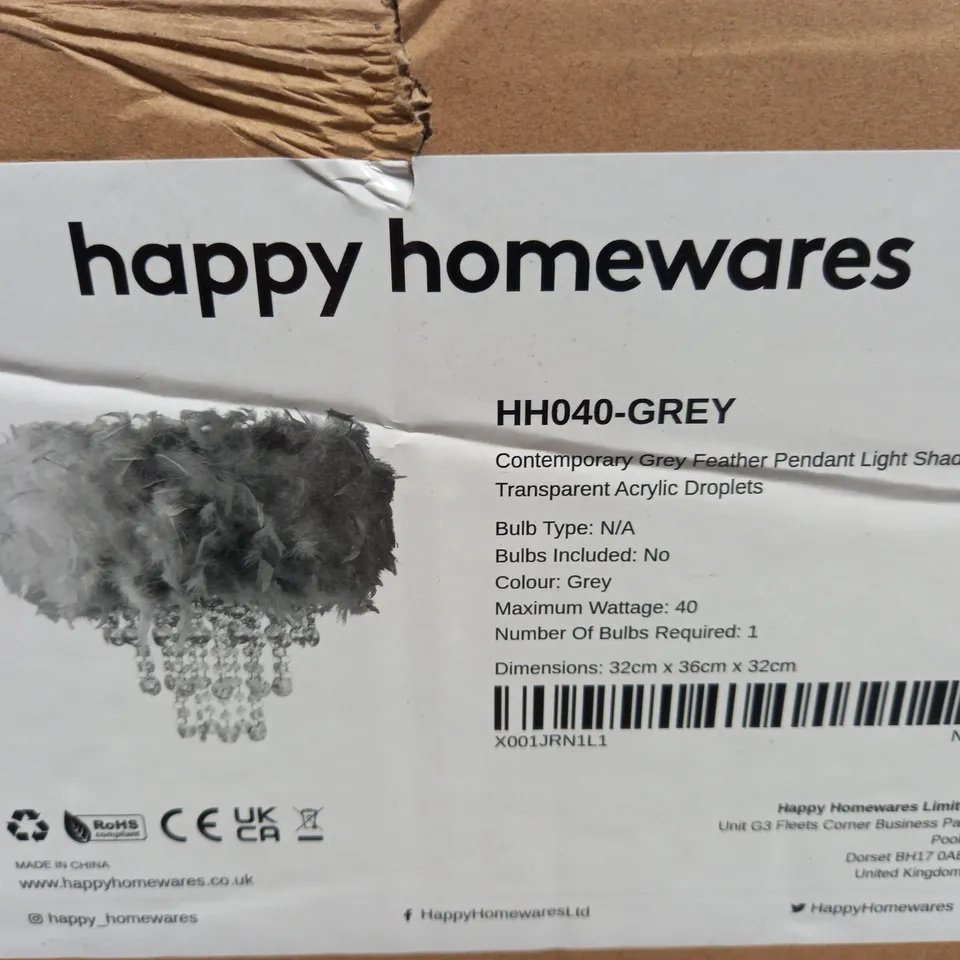 happy homewares
HH040-GREY
Contemporary Grey Feather Pendant Light Shad
Transparent Acrylic Droplets
Bulb Type: N/A
Bulbs Included: No
Colour: Grey
Maximum Wattage: 40
Number Of Bulbs Required: 1
Dimensions: 32cm x 36cm x 32cm
X001JRN1L1
N
RoHS
compliant
CE
UK
CA
MADE IN CHINA
www.happyhomewares.co.uk
Happy Homewares Limit
Unit G3 Fleets Corner Business Pa
Pool
Dorset BH17 0A
United Kingdom
happy_homewares
HappyHomewaresLtd
HappyHomewares